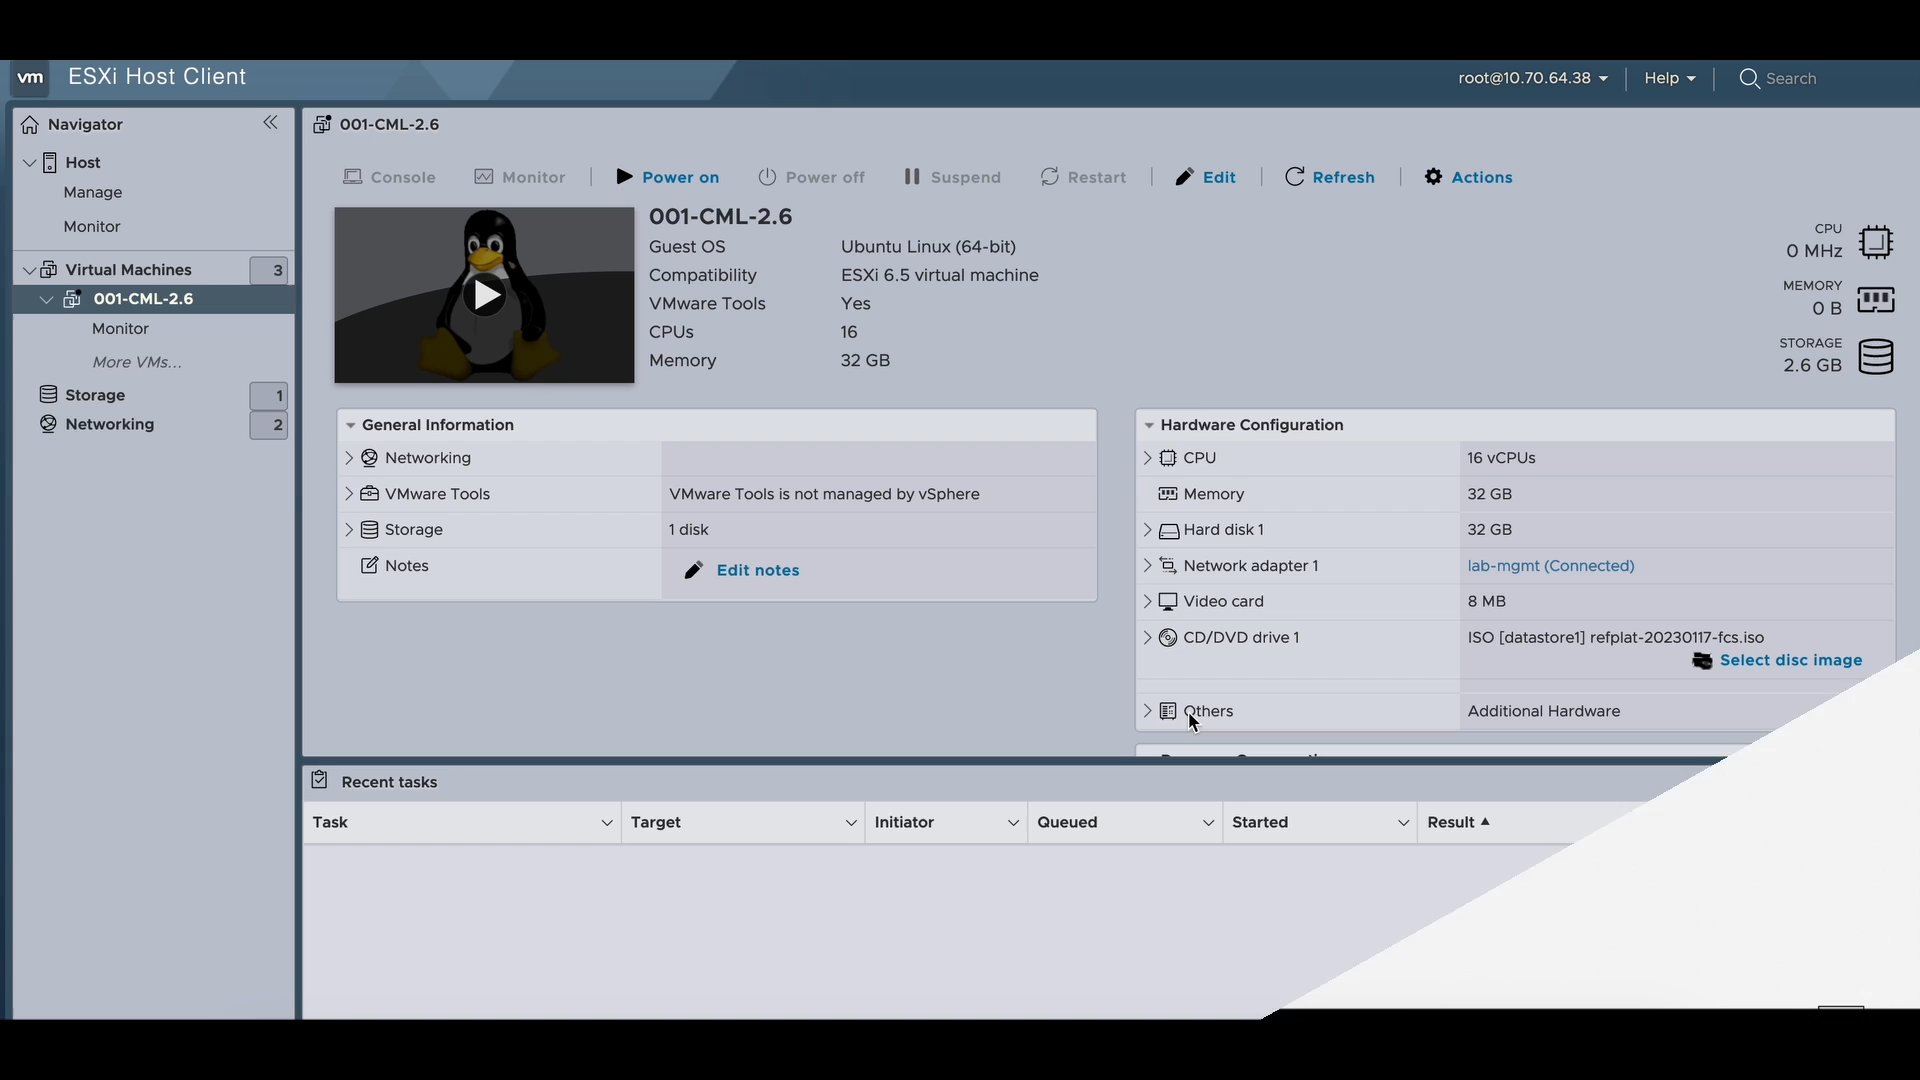 vm ESXi Host Client
root@10.70.64.38 Help Search
Navigator
Host
Manage
Monitor
Virtual Machines 3
001-CML-2.6
Monitor
More VMs...
Storage 1
Networking 2
001-CML-2.6
Console Monitor Power on Power off Suspend Restart Edit Refresh Actions
001-CML-2.6
Guest OS Ubuntu Linux (64-bit)
Compatibility ESXi 6.5 virtual machine
VMware Tools Yes
CPUs 16
Memory 32 GB
CPU
0 MHz
MEMORY
0 B
STORAGE
2.6 GB
General Information
Networking
VMware Tools VMware Tools is not managed by vSphere
Storage 1 disk
Notes Edit notes
Hardware Configuration
CPU 16 vCPUs
Memory 32 GB
Hard disk 1 32 GB
Network adapter 1 lab-mgmt (Connected)
Video card 8 MB
CD/DVD drive 1 ISO [datastore1] refplat-20230117-fcs.iso
Select disc image
Others Additional Hardware
Recent tasks
Task Target Initiator Queued Started Result